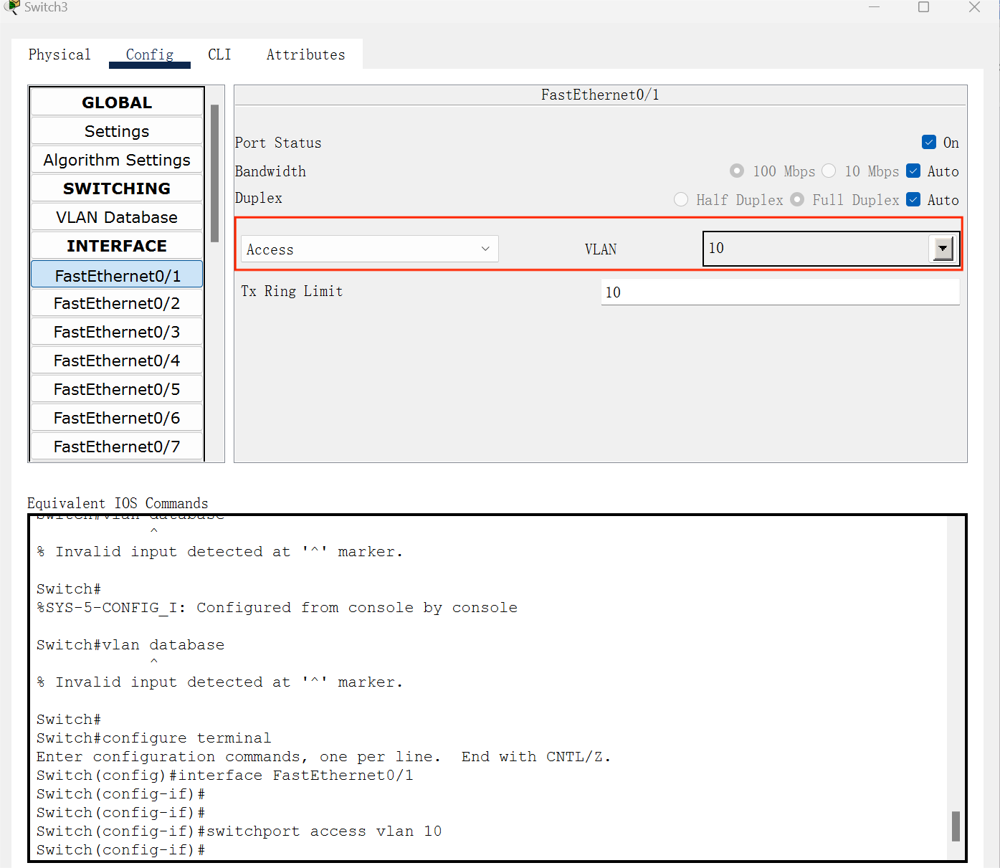 Switch3
Physical Config CLI Attributes
GLOBAL
Settings
Algorithm Settings
SWITCHING
VLAN Database
INTERFACE
FastEthernet0/1
FastEthernet0/2
FastEthernet0/3
FastEthernet0/4
FastEthernet0/5
FastEthernet0/6
FastEthernet0/7
FastEthernet0/1
Port Status On
Bandwidth 100 Mbps 10 Mbps Auto
Duplex Half Duplex Full Duplex Auto
Access VLAN 10
Tx Ring Limit 10
Equivalent IOS Commands
Switch#vlan database
^
% Invalid input detected at '^' marker.
Switch#
%SYS-5-CONFIG_I: Configured from console by console
Switch#vlan database
^
% Invalid input detected at '^' marker.
Switch#
Switch#configure terminal
Enter configuration commands, one per line.  End with CNTL/Z.
Switch(config)#interface FastEthernet0/1
Switch(config-if)#
Switch(config-if)#
Switch(config-if)#switchport access vlan 10
Switch(config-if)#